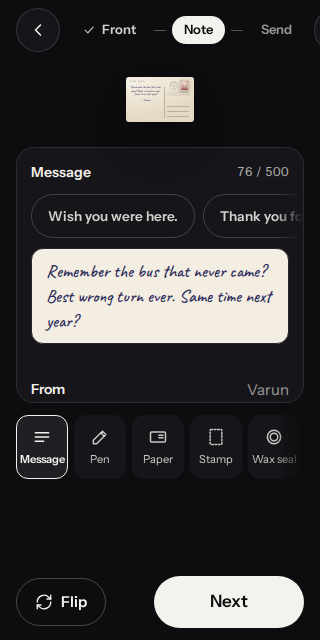 Front
Note
Send
Message
76 / 500
Wish you were here.
Thank you fo
Remember the bus that never came?
Best wrong turn ever. Same time next
year?
From
Varun
Message
Pen
Paper
Stamp
Wax seal
Flip
Next